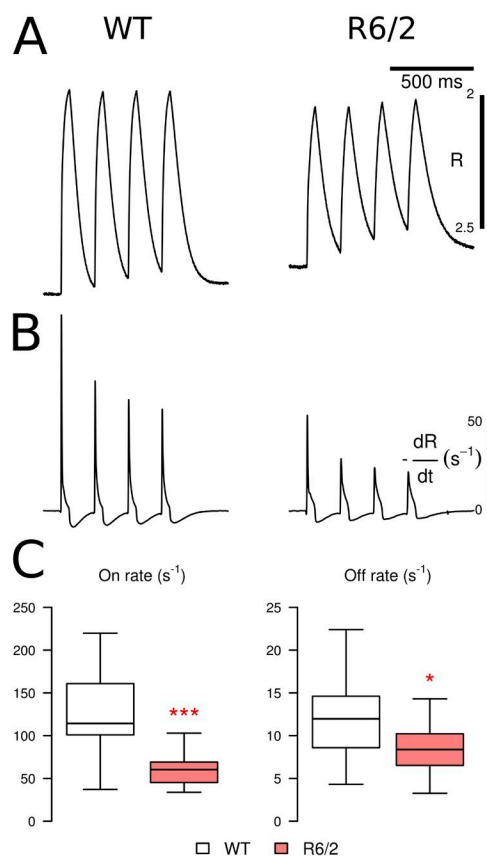 A
WT
R6/2
500 ms
2
R
2.5
B
50
- dR/dt (s⁻¹)
0
C
On rate (s⁻¹)
Off rate (s⁻¹)
250
200
150
100
50
0
***
25
20
15
10
5
0
*
WT
R6/2